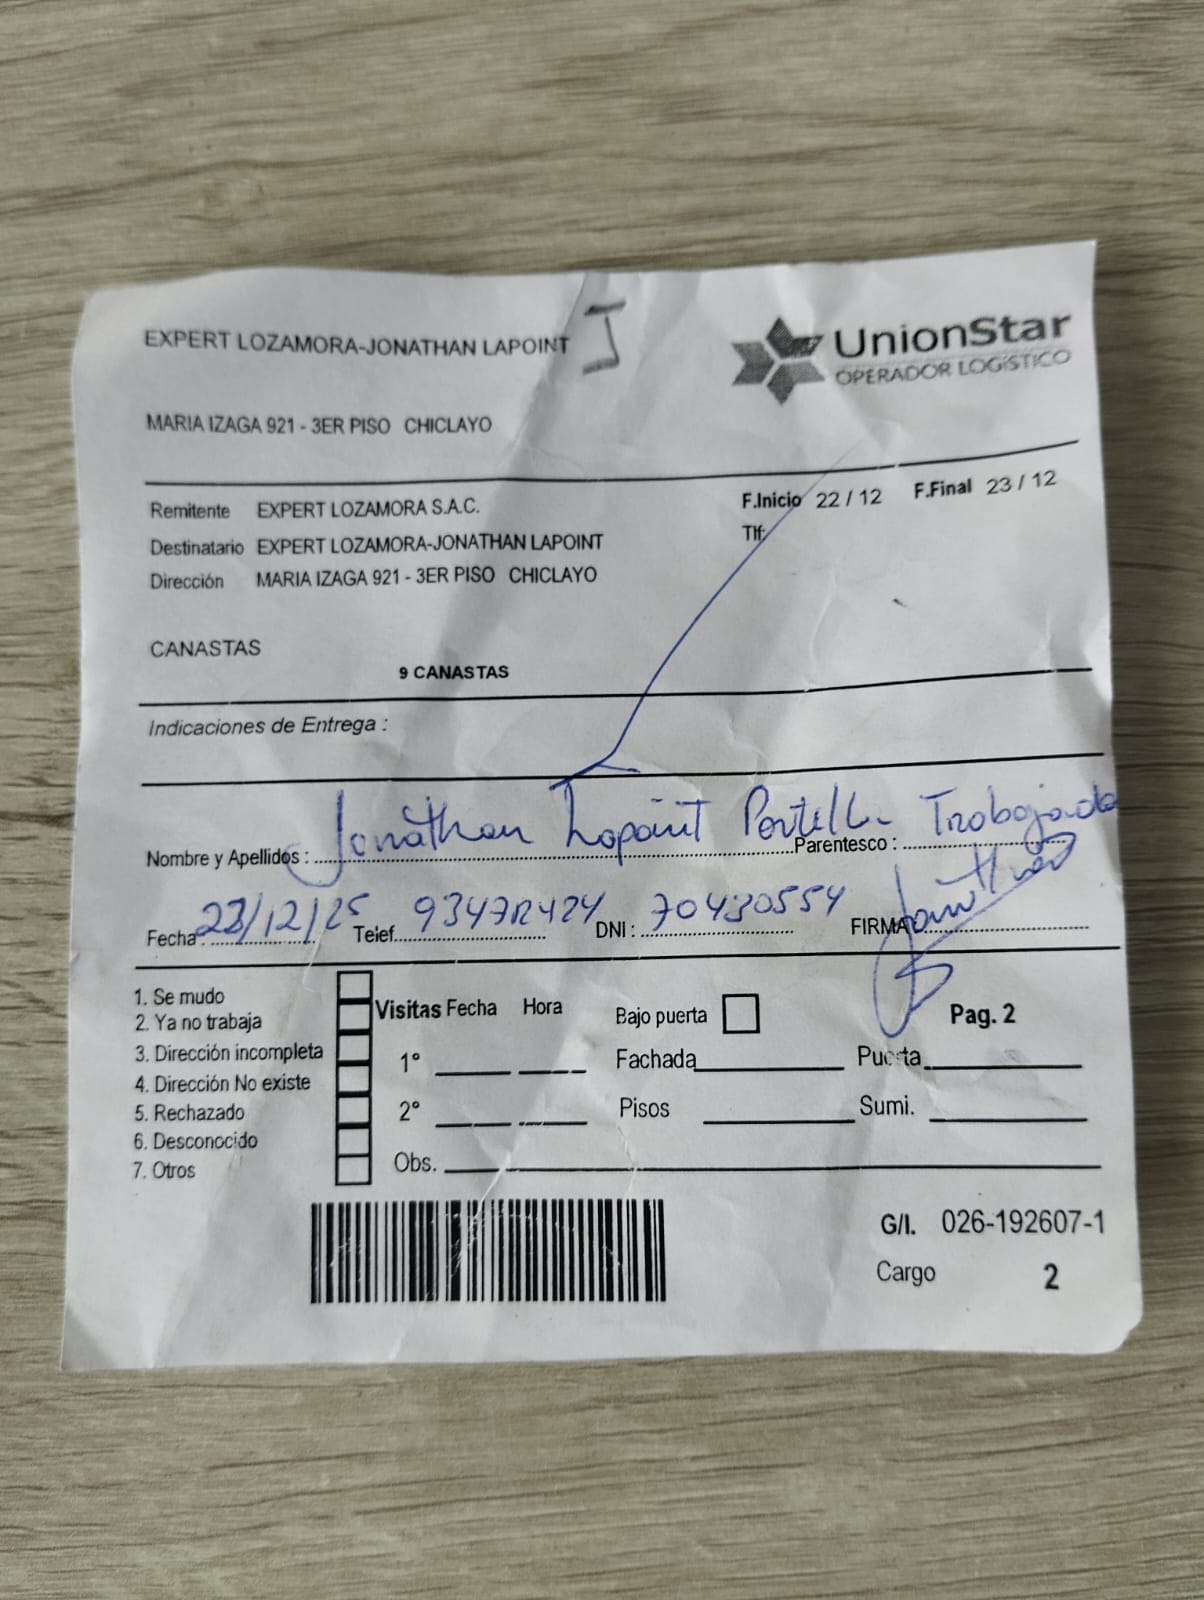 EXPERT LOZAMORA-JONATHAN LAPOINT I
UnionStar
OPERADOR LOGÍSTICO
MARIA IZAGA 921 - 3ER PISO CHICLAYO
Remitente EXPERT LOZAMORA S.A.C. F.Inicio 22 / 12 F.Final 23 / 12
Destinatario EXPERT LOZAMORA-JONATHAN LAPOINT Tlf:
Dirección MARIA IZAGA 921 - 3ER PISO CHICLAYO
CANASTAS
9 CANASTAS
Indicaciones de Entrega :
Nombre y Apellidos : Jonathan Lapoint Parentesco : Trabajado
Fecha : 23/12/25 Telef. DNI : 70430554 FIRMA
1. Se mudo
2. Ya no trabaja
3. Dirección incompleta
4. Dirección No existe
5. Rechazado
6. Desconocido
7. Otros
Visitas Fecha Hora
1°
2°
Obs.
Bajo puerta Pag. 2
Fachada Puerta
Pisos Sumi.
G/I. 026-192607-1
Cargo 2